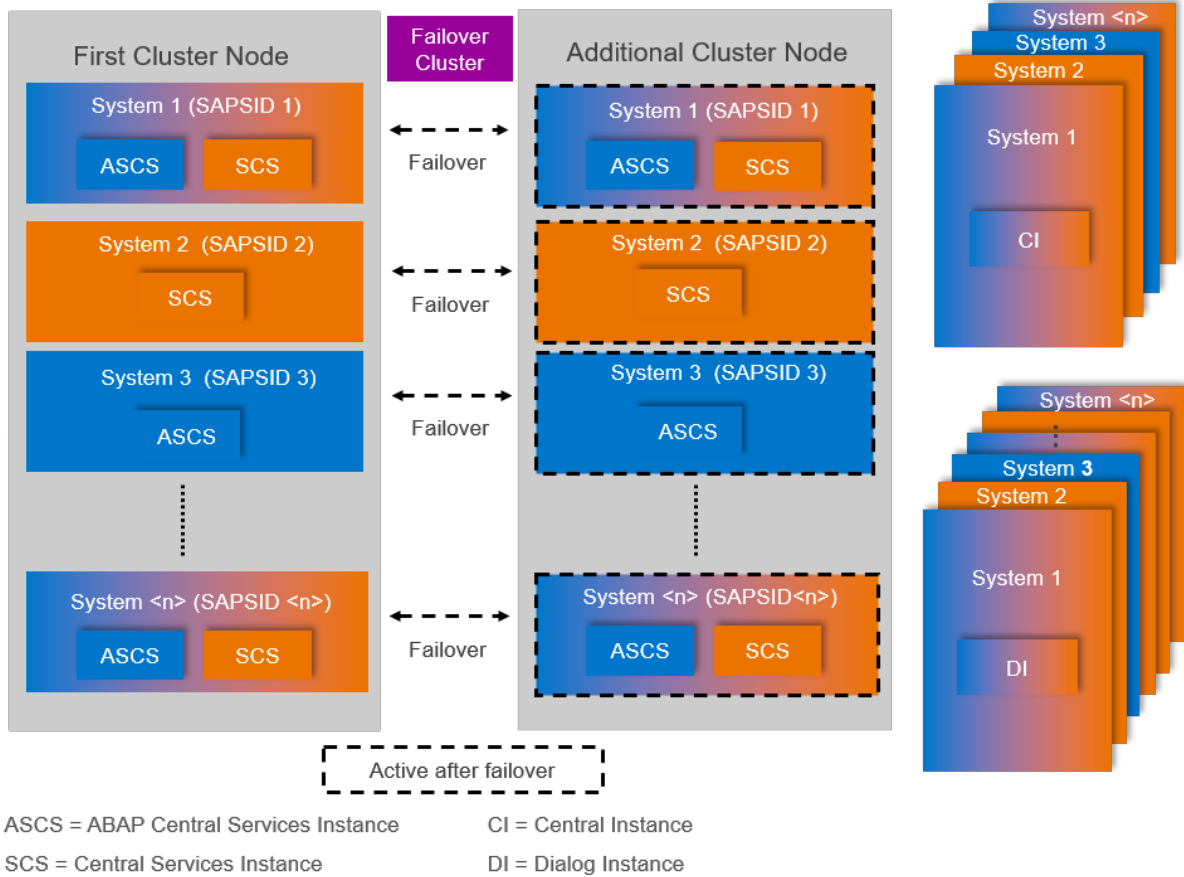 First Cluster Node
Failover
Cluster
Additional Cluster Node
System 1 (SAPSID 1)
ASCS
SCS
Failover
System 1 (SAPSID 1)
ASCS
SCS
System 2  (SAPSID 2)
SCS
Failover
System 2  (SAPSID 2)
SCS
System 3  (SAPSID 3)
ASCS
Failover
System 3  (SAPSID 3)
ASCS
System <n> (SAPSID <n>)
ASCS
SCS
Failover
System <n> (SAPSID<n>)
ASCS
SCS
Active after failover
System <n>
System 3
System 2
System 1
CI
System <n>
System 3
System 2
System 1
DI
ASCS = ABAP Central Services Instance
CI = Central Instance
SCS = Central Services Instance
DI = Dialog Instance